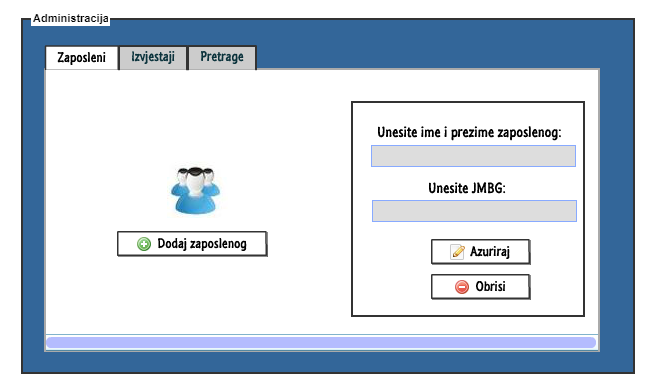 Administracija
Zaposleni
Izvjestaji
Pretrage
Unesite ime i prezime zaposlenog:
Unesite JMBG:
Dodaj zaposlenog
Azuriraj
Obrisi